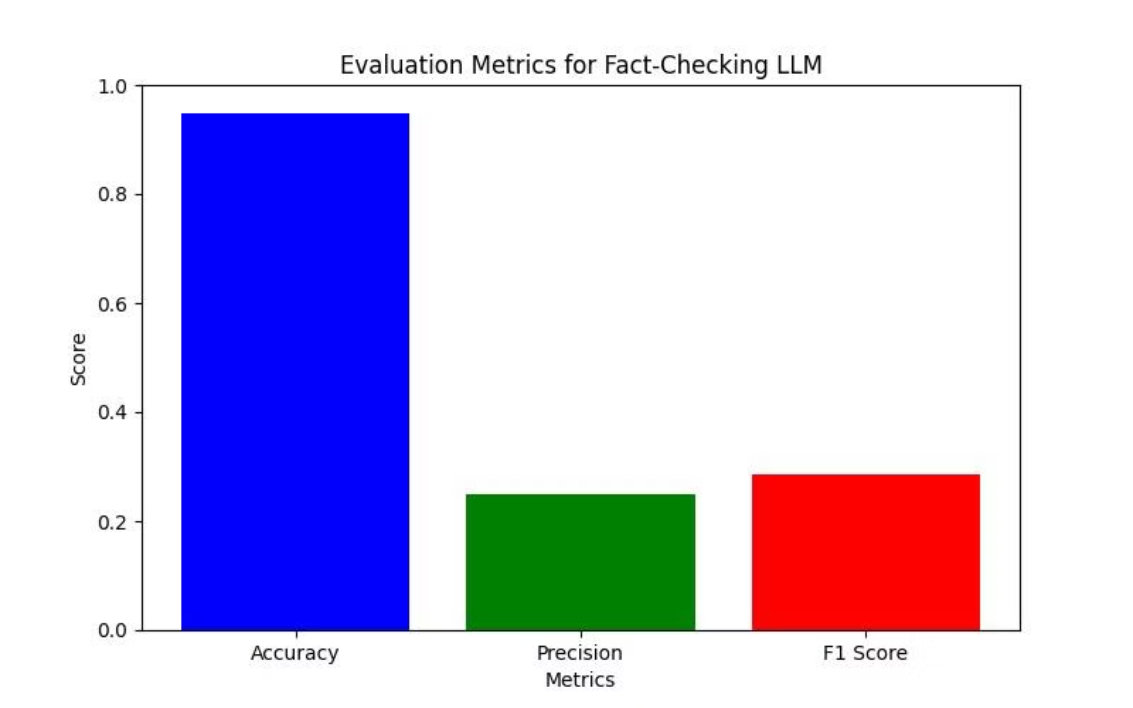 Evaluation Metrics for Fact-Checking LLM
1.0
0.8
0.6
0.4
0.2
0.0
Score
Accuracy Precision F1 Score
Metrics